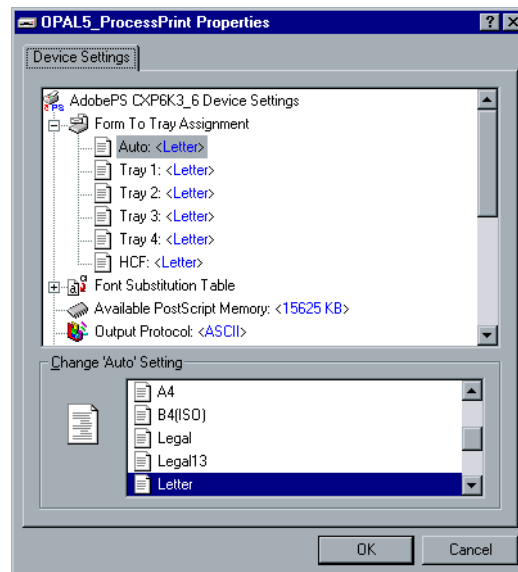 OPAL5_ProcessPrint Properties
Device Settings
AdobePS CXP6K3_6 Device Settings
Form To Tray Assignment
Auto: <Letter>
Tray 1: <Letter>
Tray 2: <Letter>
Tray 3: <Letter>
Tray 4: <Letter>
HCF: <Letter>
Font Substitution Table
Available PostScript Memory: <15625 KB>
Output Protocol: <ASCII>
Change 'Auto' Setting
A4
B4(ISO)
Legal
Legal13
Letter
OK Cancel